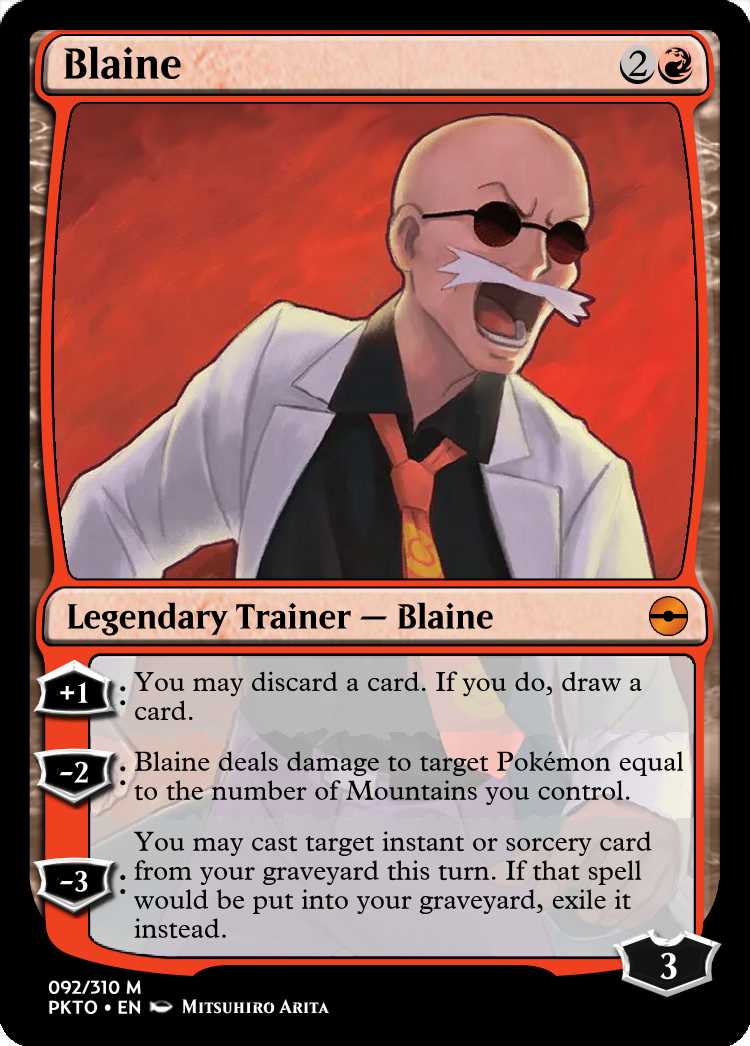 Blaine 2
Legendary Trainer — Blaine
+1 : You may discard a card. If you do, draw a
card.
−2 : Blaine deals damage to target Pokémon equal
to the number of Mountains you control.
You may cast target instant or sorcery card
−3 : from your graveyard this turn. If that spell
would be put into your graveyard, exile it
instead.
3
092/310 M
PKTO • EN Mitsuhiro Arita